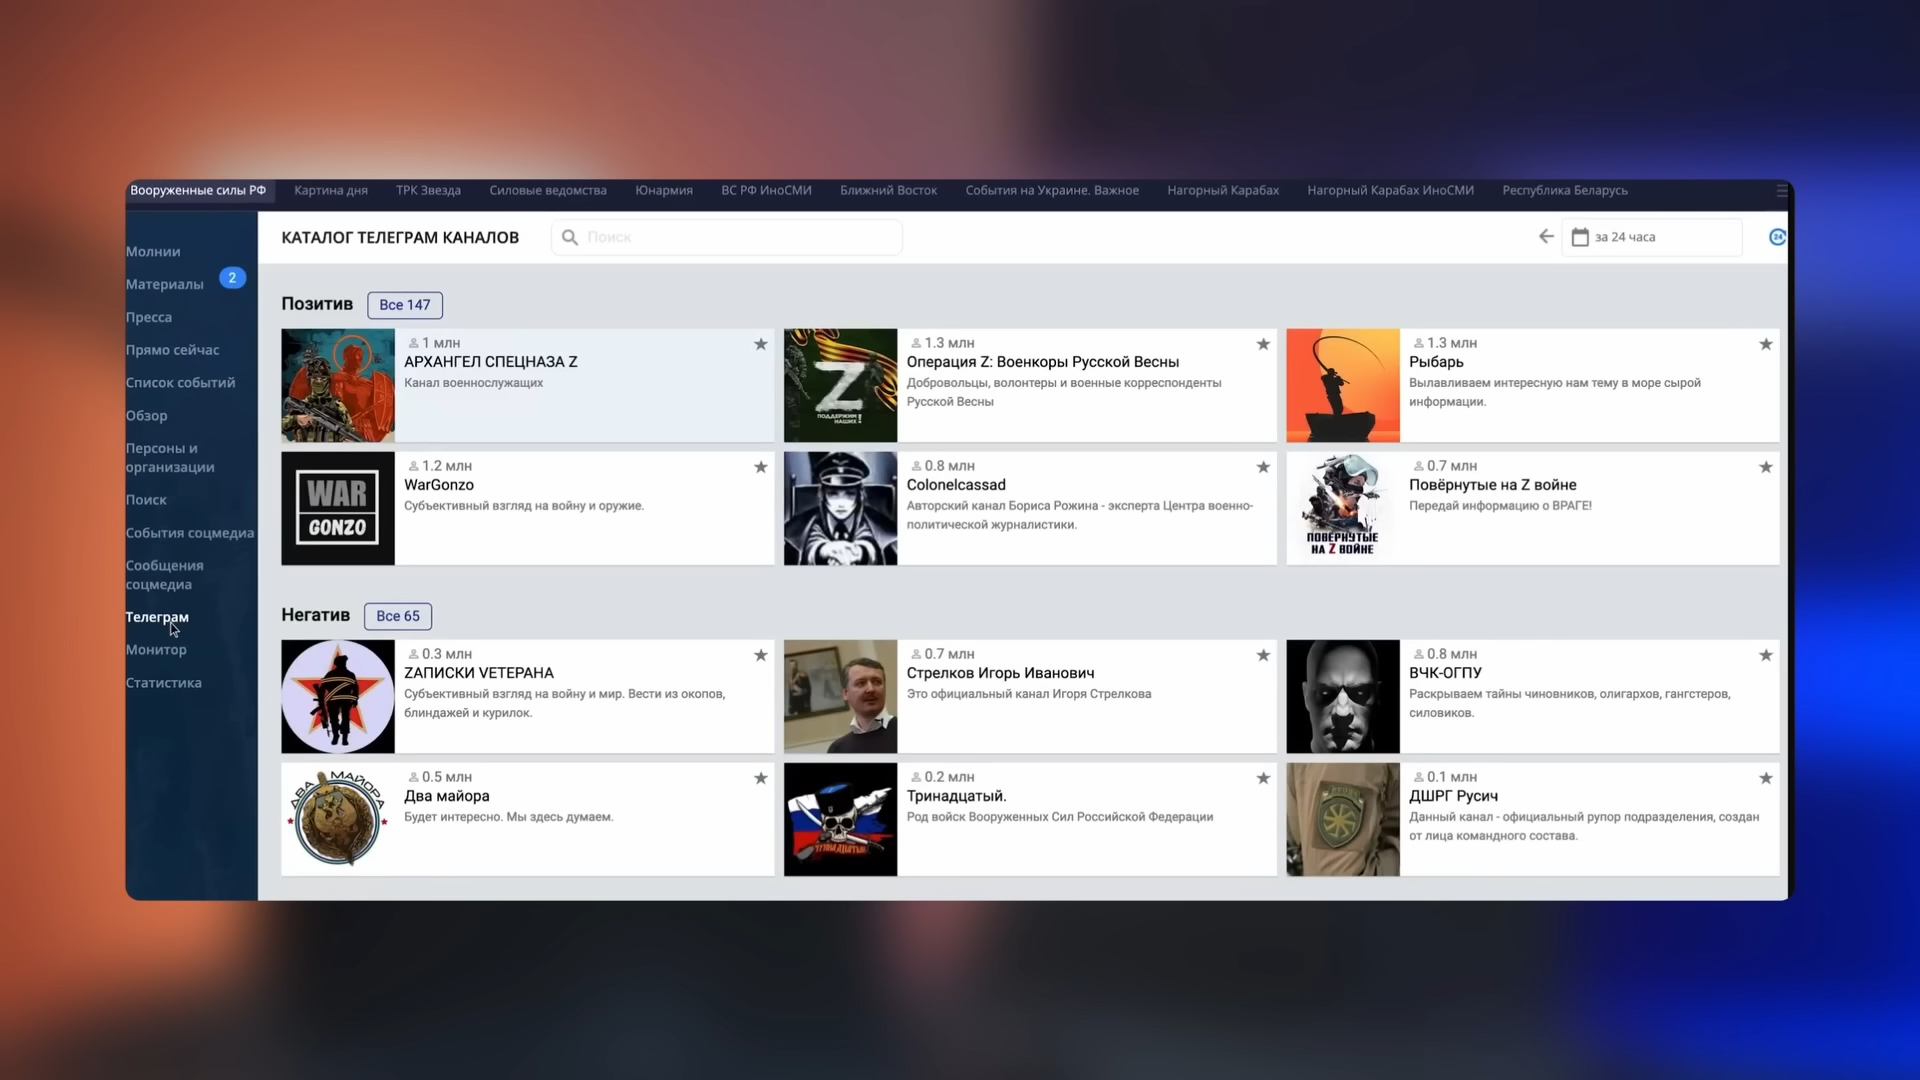 Вооруженные силы РФ
Картина дня
ТРК Звезда
Силовые ведомства
Юнармия
ВС РФ ИноСМИ
Ближний Восток
События на Украине. Важное
Нагорный Карабах
Нагорный Карабах ИноСМИ
Республика Беларусь
Молнии
Материалы
2
Пресса
Прямо сейчас
Список событий
Обзор
Персоны и
организации
Поиск
События соцмедиа
Сообщения
соцмедиа
Телеграм
Монитор
Статистика
КАТАЛОГ ТЕЛЕГРАМ КАНАЛОВ
Поиск
за 24 часа
24
Позитив
Все 147
1 млн
АРХАНГЕЛ СПЕЦНАЗА Z
Канал военнослужащих
Z
ПОДДЕРЖИМ
НАШИХ!
1.3 млн
Операция Z: Военкоры Русской Весны
Добровольцы, волонтеры и военные корреспонденты
Русской Весны
1.3 млн
Рыбарь
Вылавливаем интересную нам тему в море сырой
информации.
WAR
GONZO
1.2 млн
WarGonzo
Субъективный взгляд на войну и оружие.
0.8 млн
Colonelcassad
Авторский канал Бориса Рожина - эксперта Центра военно-
политической журналистики.
ПОВЕРНУТЫЕ
НА Z ВОЙНЕ
0.7 млн
Повёрнутые на Z войне
Передай информацию о ВРАГЕ!
Негатив
Все 65
0.3 млн
ZАПИСКИ VЕТЕРАНА
Субъективный взгляд на войну и мир. Вести из окопов,
блиндажей и курилок.
0.7 млн
Стрелков Игорь Иванович
Это официальный канал Игоря Стрелкова
0.8 млн
ВЧК-ОГПУ
Раскрываем тайны чиновников, олигархов, гангстеров,
силовиков.
ДВА МАЙОРА
0.5 млн
Два майора
Будет интересно. Мы здесь думаем.
ТРИНАДЦАТЫЙ
0.2 млн
Тринадцатый.
Род войск Вооруженных Сил Российской Федерации
0.1 млн
ДШРГ Русич
Данный канал - официальный рупор подразделения, создан
от лица командного состава.